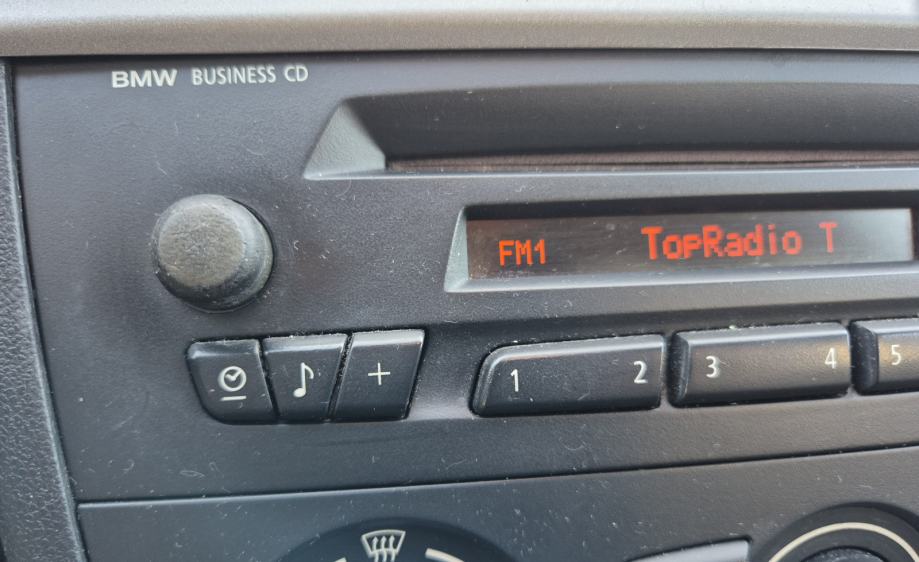 BMW BUSINESS CD
FM1 TopRadio T
+ 1 2 3 4 5